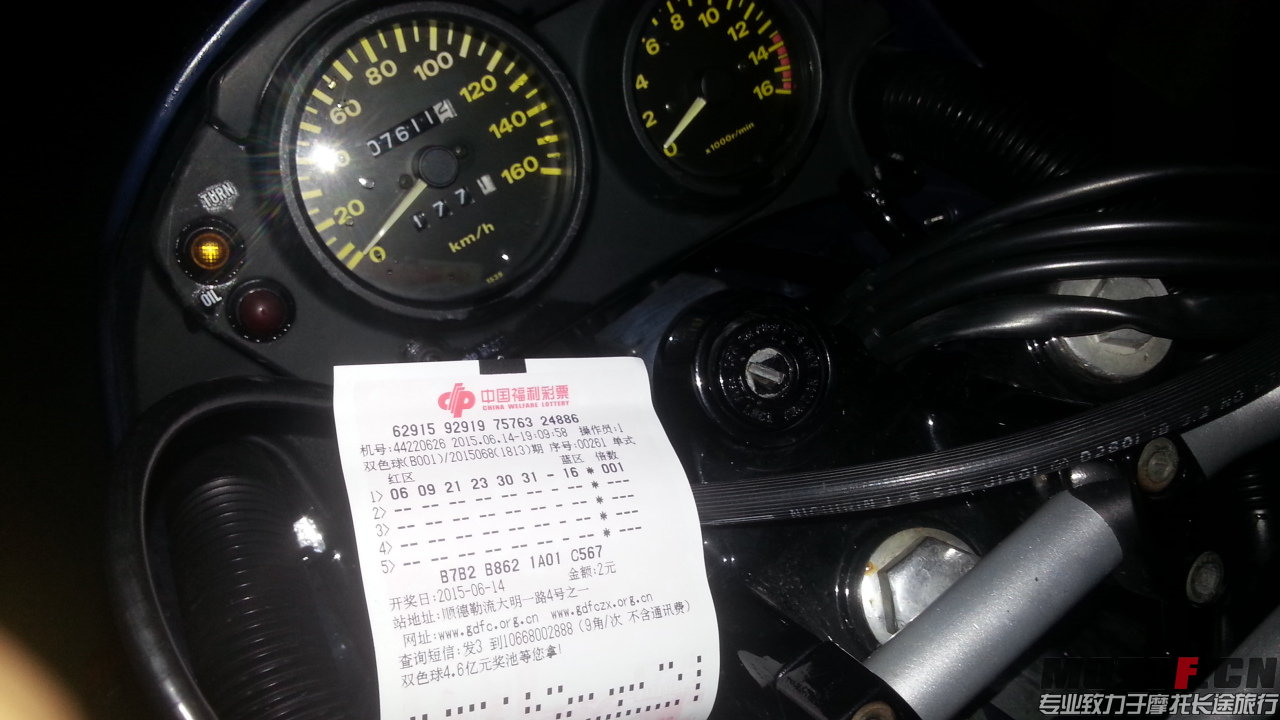 6 8 10 12 14 16
4
2
0
x1000r/min
80 100 120
60 140
160
20
0
07611
km/h
TURN
OIL
中国福利彩票
CHINA WELFARE LOTTERY
62915 92919 75763 24886
机号:44220626 2015.06.14-19:09:58 操作员:1
双色球(B001)/2015068(1813)期 序号:00261 单式
红区 蓝区 倍数
1> 06 09 21 23 30 31 - 16 * 001
2> -- -- -- -- -- -- - -- * ---
3> -- -- -- -- -- -- - -- * ---
4> -- -- -- -- -- -- - -- * ---
5> -- -- -- -- -- -- - -- * ---
B7B2 B862 1A01 C567
开奖日:2015-06-14 金额:2元
站地址:顺德勒流大明一路4号之一
网址:www.gdfc.org.cn www.gdfczx.org.cn
查询短信:发3 到10668002888 (9角/次 不含通讯费)
双色球4.6亿元奖池等您拿!
专业致力于摩托长途旅行